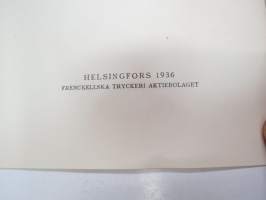 HELSINGFORS 1936
FRENCKELLSKA TRYCKERI AKTIEBOLAGET